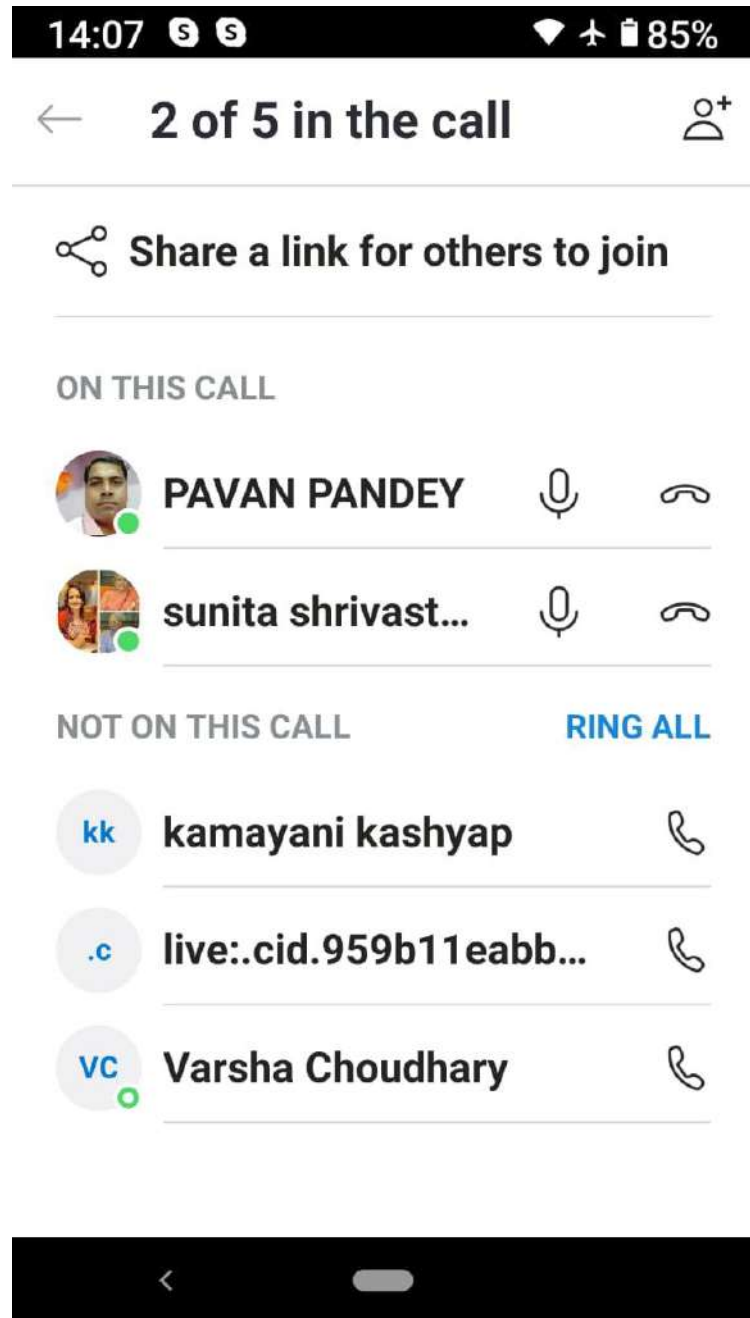 14:07 S S 85%
2 of 5 in the call
Share a link for others to join
ON THIS CALL
PAVAN PANDEY
sunita shrivast...
NOT ON THIS CALL RING ALL
kk kamayani kashyap
.c live:.cid.959b11eabb...
VC Varsha Choudhary